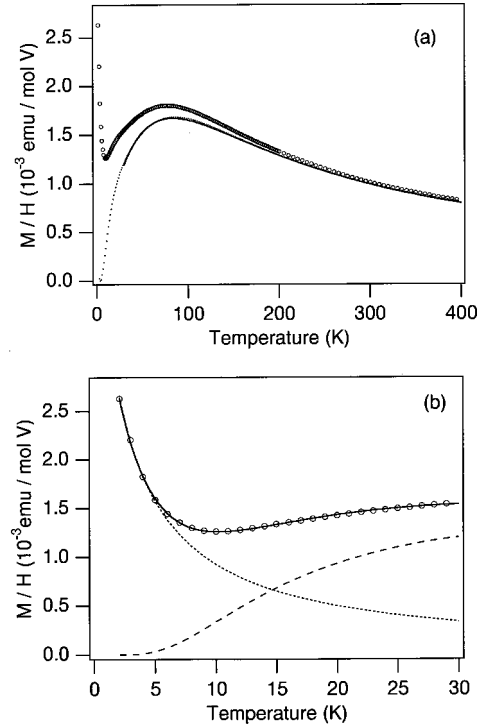 (a)
2.5
2.0
1.5
1.0
0.5
0.0
M / H (10⁻³ emu / mol V)
0 100 200 300 400
Temperature (K)
(b)
2.5
2.0
1.5
1.0
0.5
0.0
M / H (10⁻³emu / mol V)
0 5 10 15 20 25 30
Temperature (K)